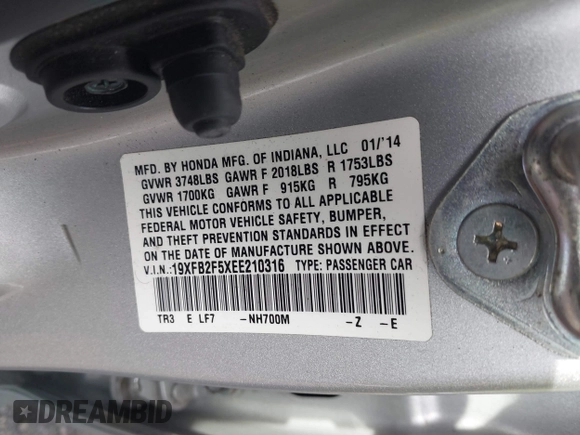 MFD. BY HONDA MFG. OF INDIANA, LLC 01/'14
GVWR 3748LBS GAWR F 2018LBS R 1753LBS
GVWR 1700KG GAWR F 915KG R 795KG
THIS VEHICLE CONFORMS TO ALL APPLICABLE
FEDERAL MOTOR VEHICLE SAFETY, BUMPER,
AND THEFT PREVENTION STANDARDS IN EFFECT
ON THE DATE OF MANUFACTURE SHOWN ABOVE.
V.I.N.:19XFB2F5XEE210316 TYPE: PASSENGER CAR
TR3 E LF7 -NH700M -Z -E
DREAMBID